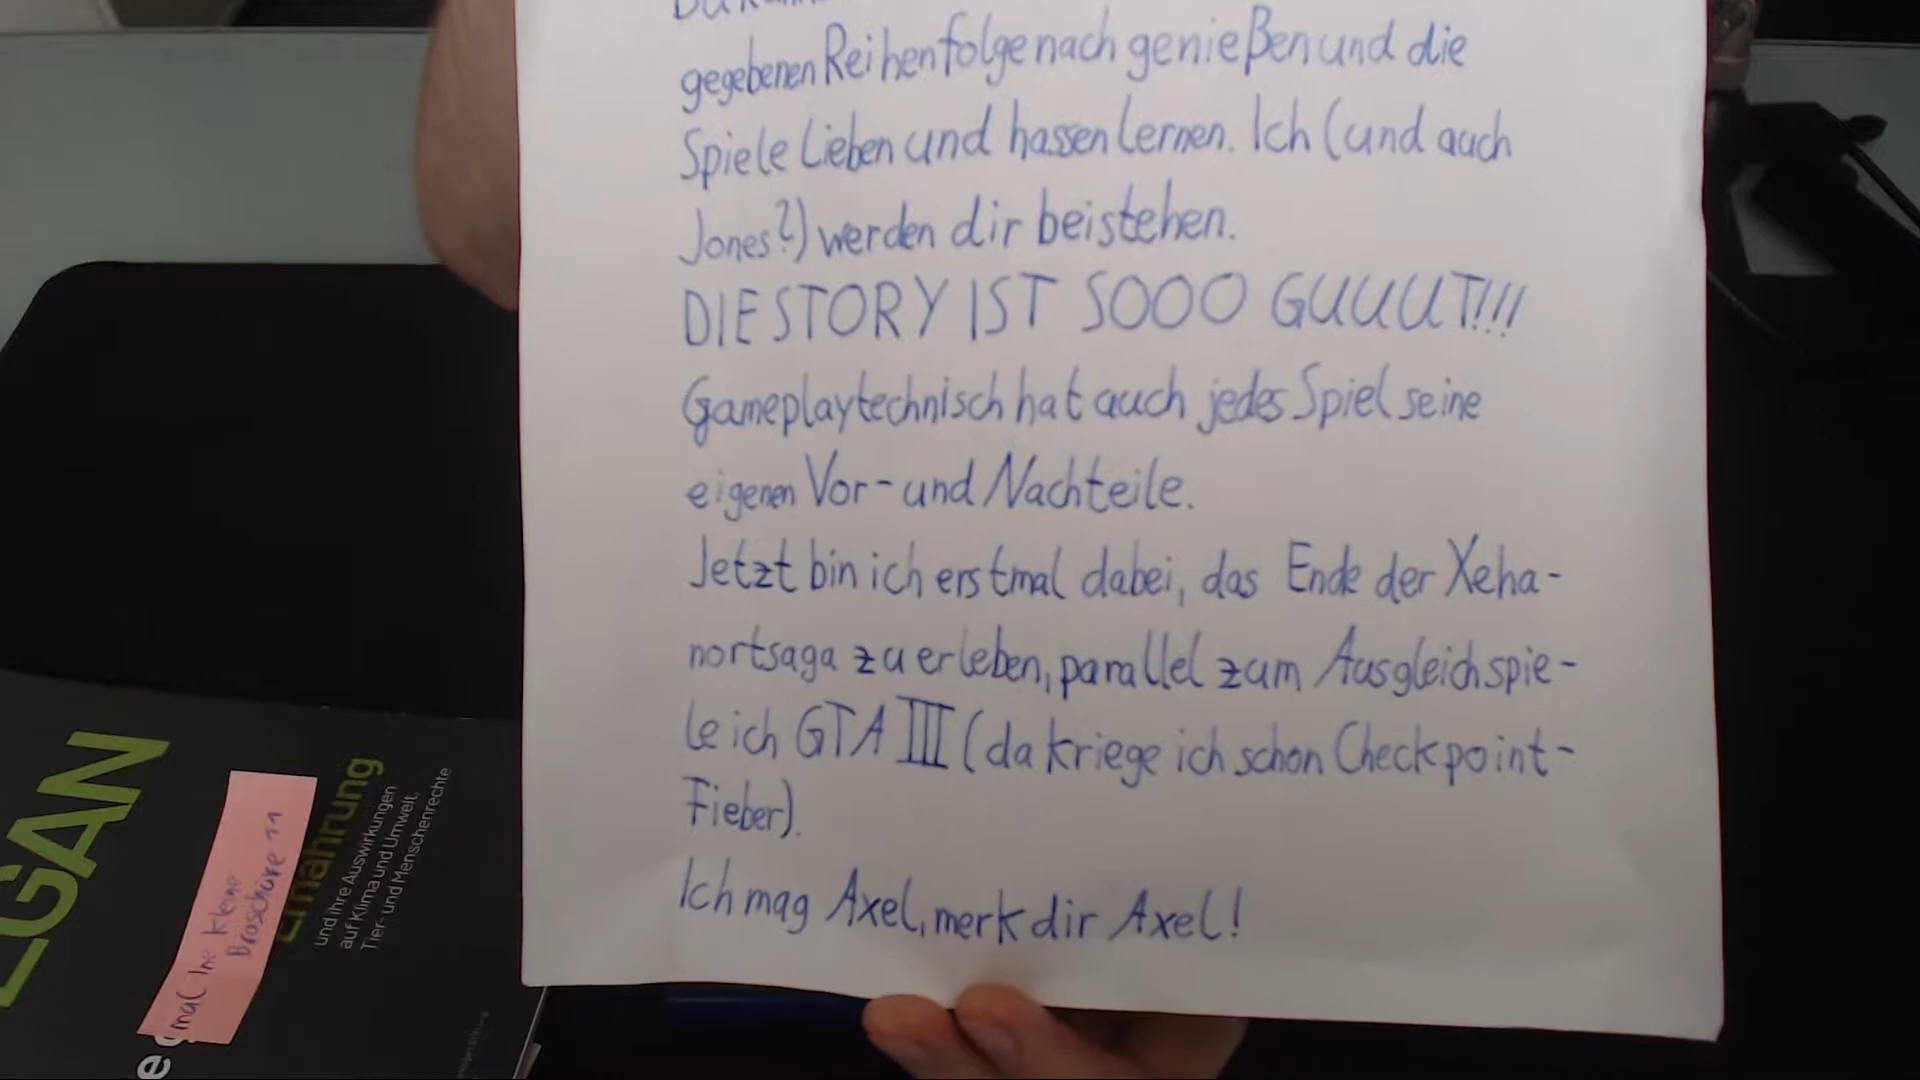 gegebenen Reihenfolge nach genießen und die
Spiele lieben und hassen lernen. Ich (und auch
Jones?) werden dir beistehen.
DIE STORY IST SOOO GUUUUT!!!
Gameplaytechnisch hat auch jedes Spiel seine
eigenen Vor- und Nachteile.
Jetzt bin ich erstmal dabei, das Ende der Xeha-
nortsaga zu erleben, parallel zum Ausgleich spie-
le ich GTA III (da kriege ich schon Checkpoint-
Fieber).
Ich mag Axel, merk dir Axel!
EGAN
Ernährung
und ihre Auswirkungen
auf Klima und Umwelt,
Tier- und Menschenrechte
mal ne kleine
Broschüre ^^